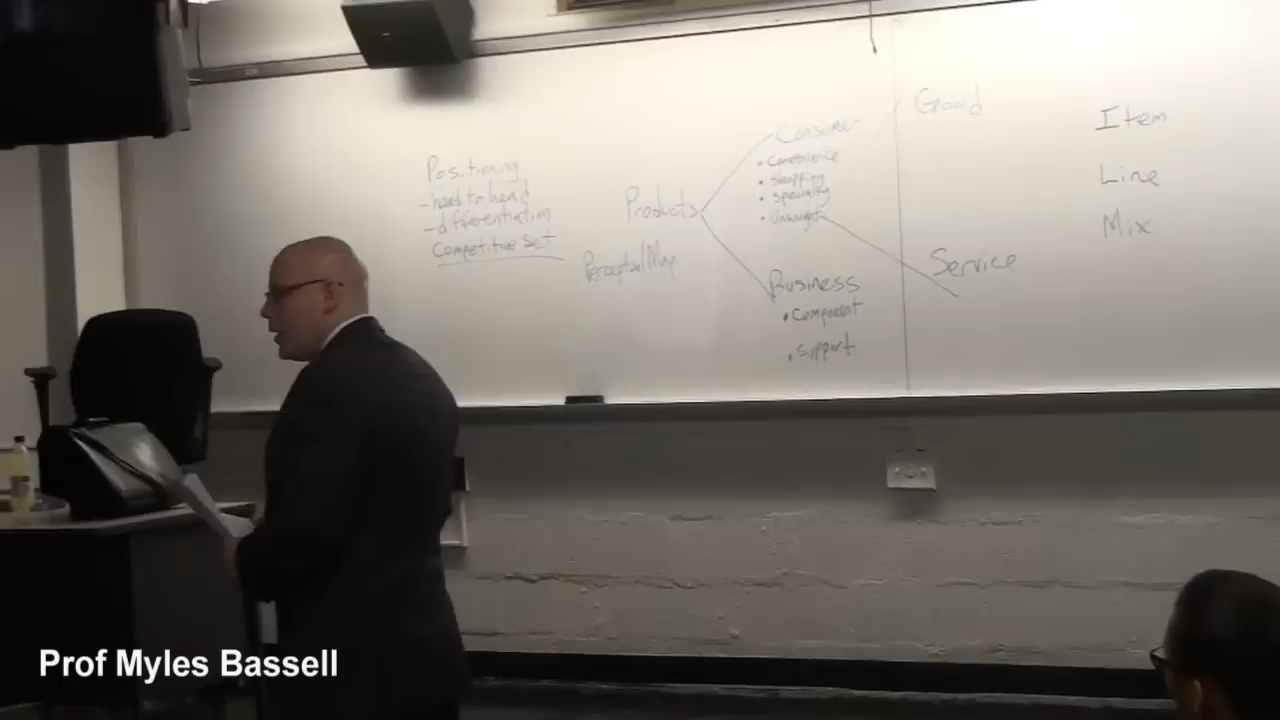 Positioning
- head to head
- differentiation
Competitive Set
Perceptual Map
Products
Consumer
• Convenience
• Shopping
• Specialty
• Unsought
Business
• Component
• Support
Good
Service
Item
Line
Mix
Prof Myles Bassell